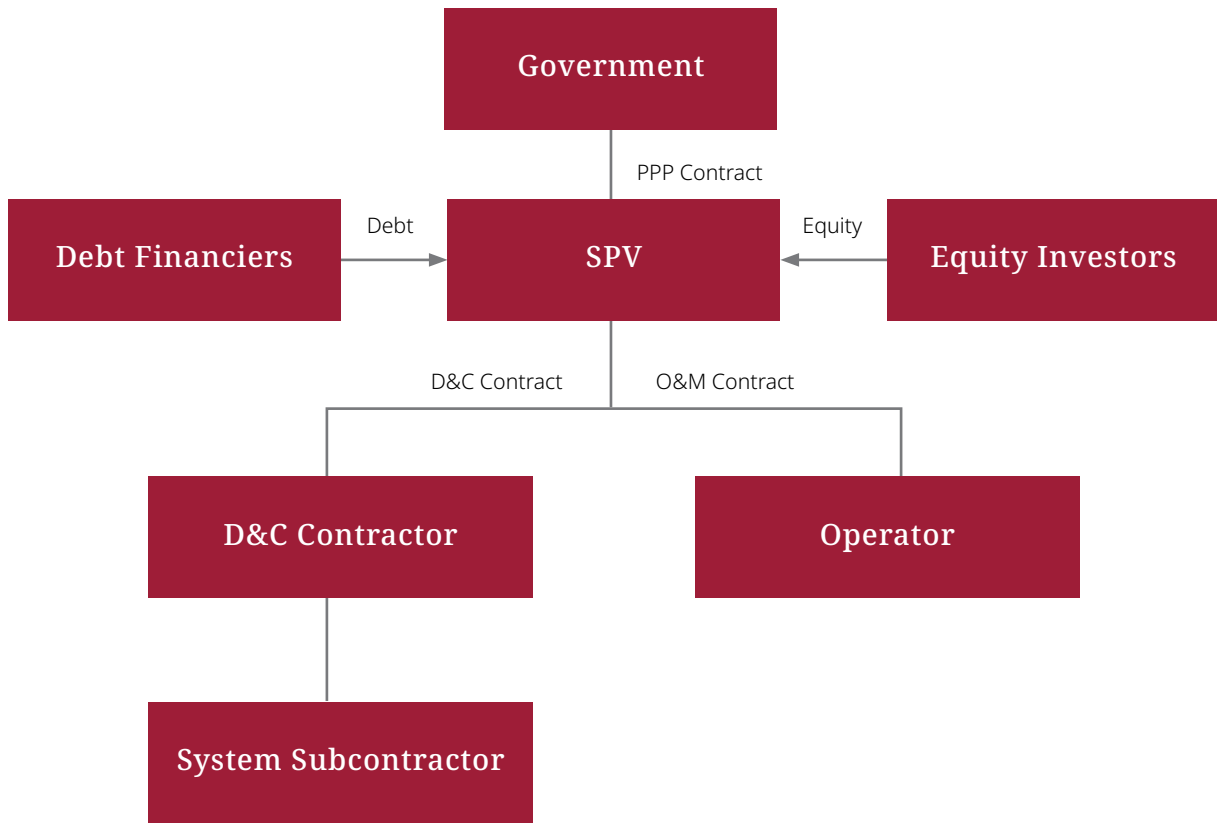 Government
PPP Contract
Debt Financiers
Debt
SPV
Equity
Equity Investors
D&C Contract
O&M Contract
D&C Contractor
Operator
System Subcontractor